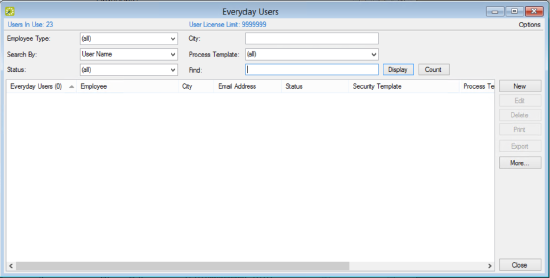 Everyday Users
Users In Use: 23 User License Limit: 9999999 Options
Employee Type: (all) City:
Search By: User Name Process Template: (all)
Status: (all) Find: Display Count
Everyday Users (0) Employee City Email Address Status Security Template Process Te
New
Edit
Delete
Print
Export
More...
Close